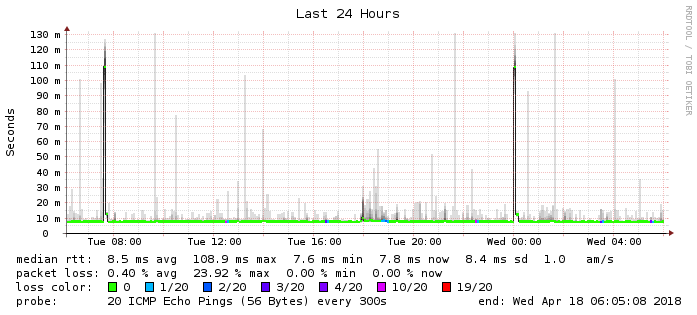 Last 24 Hours
RRDTOOL / TOBI OETIKER
Seconds
130 m
120 m
110 m
100 m
90 m
80 m
70 m
60 m
50 m
40 m
30 m
20 m
10 m
0
Tue 08:00 Tue 12:00 Tue 16:00 Tue 20:00 Wed 00:00 Wed 04:00
median rtt: 8.5 ms avg 108.9 ms max 7.6 ms min 7.8 ms now 8.4 ms sd 1.0 am/s
packet loss: 0.40 % avg 23.92 % max 0.00 % min 0.00 % now
loss color: 0 1/20 2/20 3/20 4/20 10/20 19/20
probe: 20 ICMP Echo Pings (56 Bytes) every 300s end: Wed Apr 18 06:05:08 2018